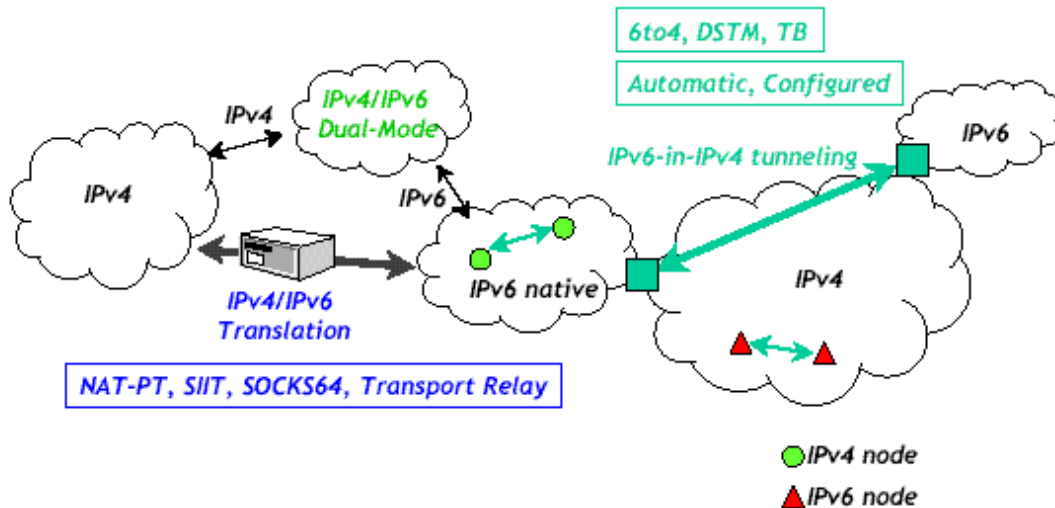 6to4, DSTM, TB
Automatic, Configured
IPv4
IPv4/IPv6
Dual-Mode
IPv6
IPv6-in-IPv4 tunneling
IPv4
IPv6
IPv6 native
IPv4
IPv4/IPv6
Translation
NAT-PT, SIIT, SOCKS64, Transport Relay
IPv4 node
IPv6 node